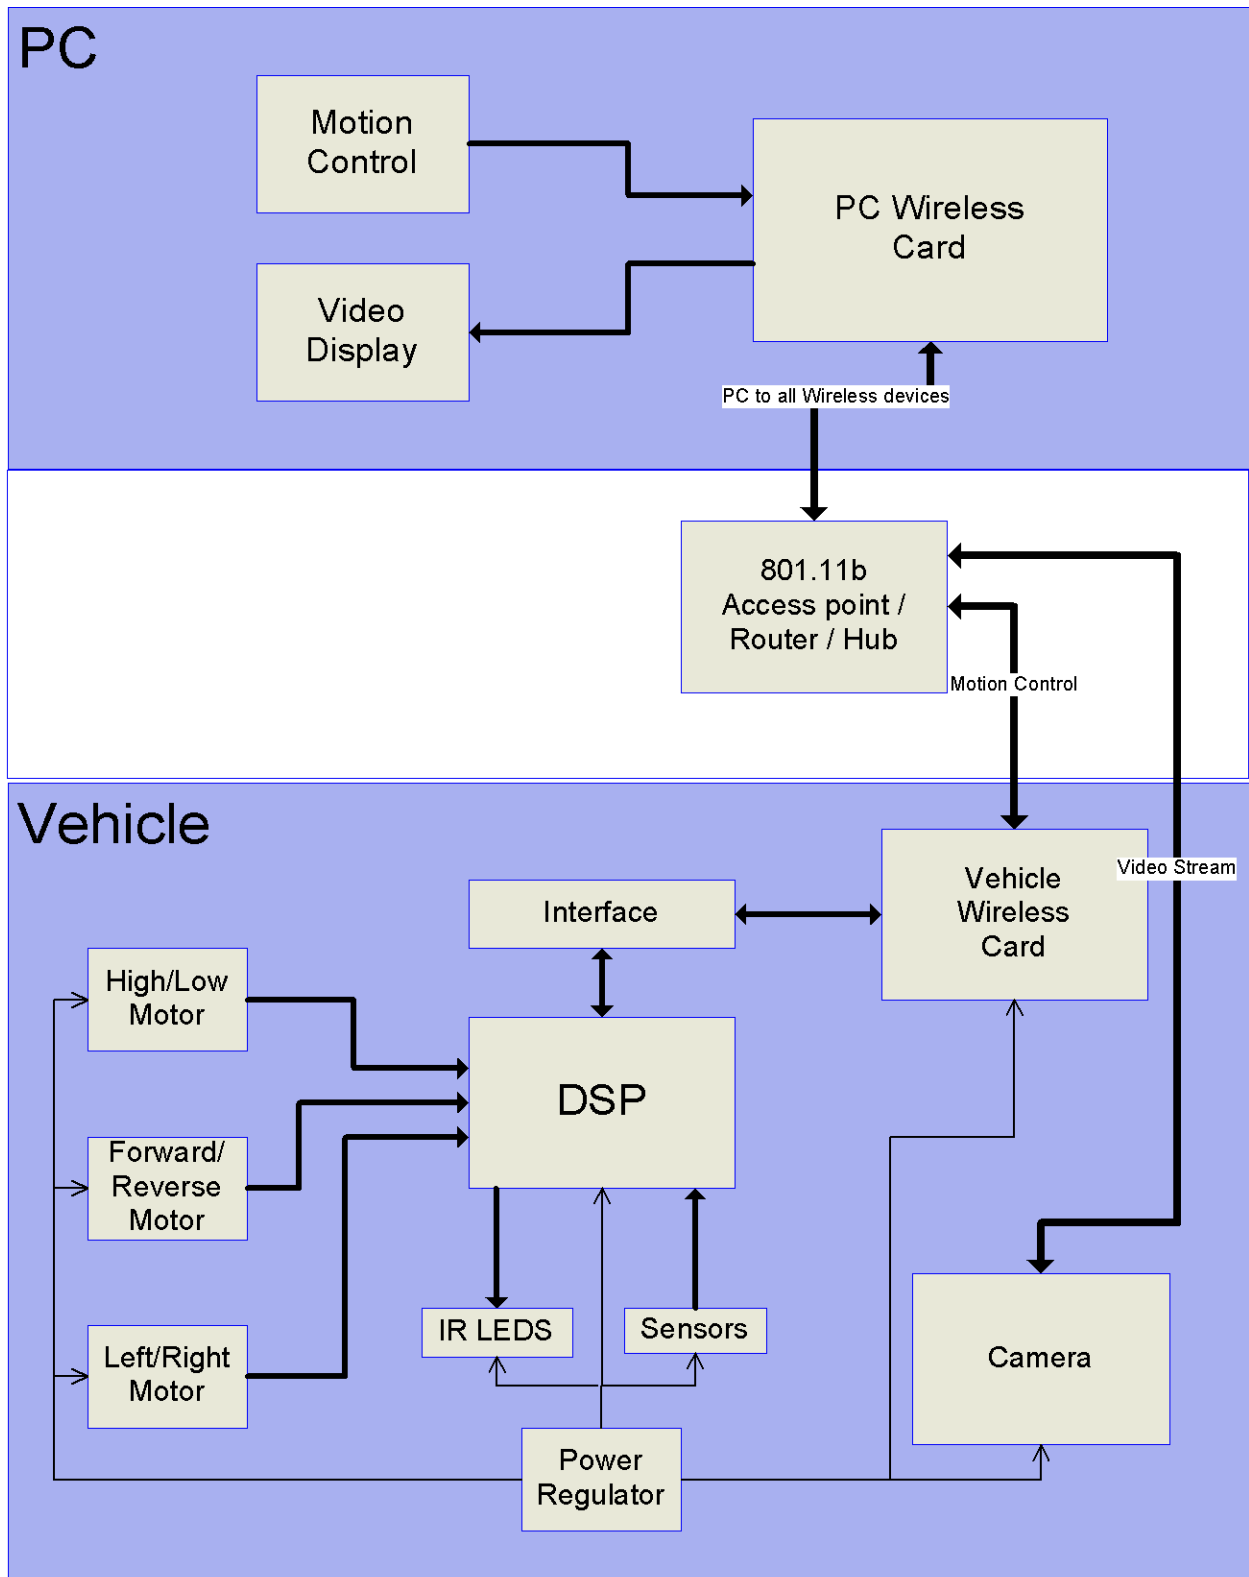 PC
Motion
Control
PC Wireless
Card
Video
Display
PC to all Wireless devices
801.11b
Access point /
Router / Hub
Motion Control
Vehicle
Vehicle
Wireless
Card
Video Stream
Interface
High/Low
Motor
DSP
Forward/
Reverse
Motor
IR LEDS
Sensors
Left/Right
Motor
Camera
Power
Regulator